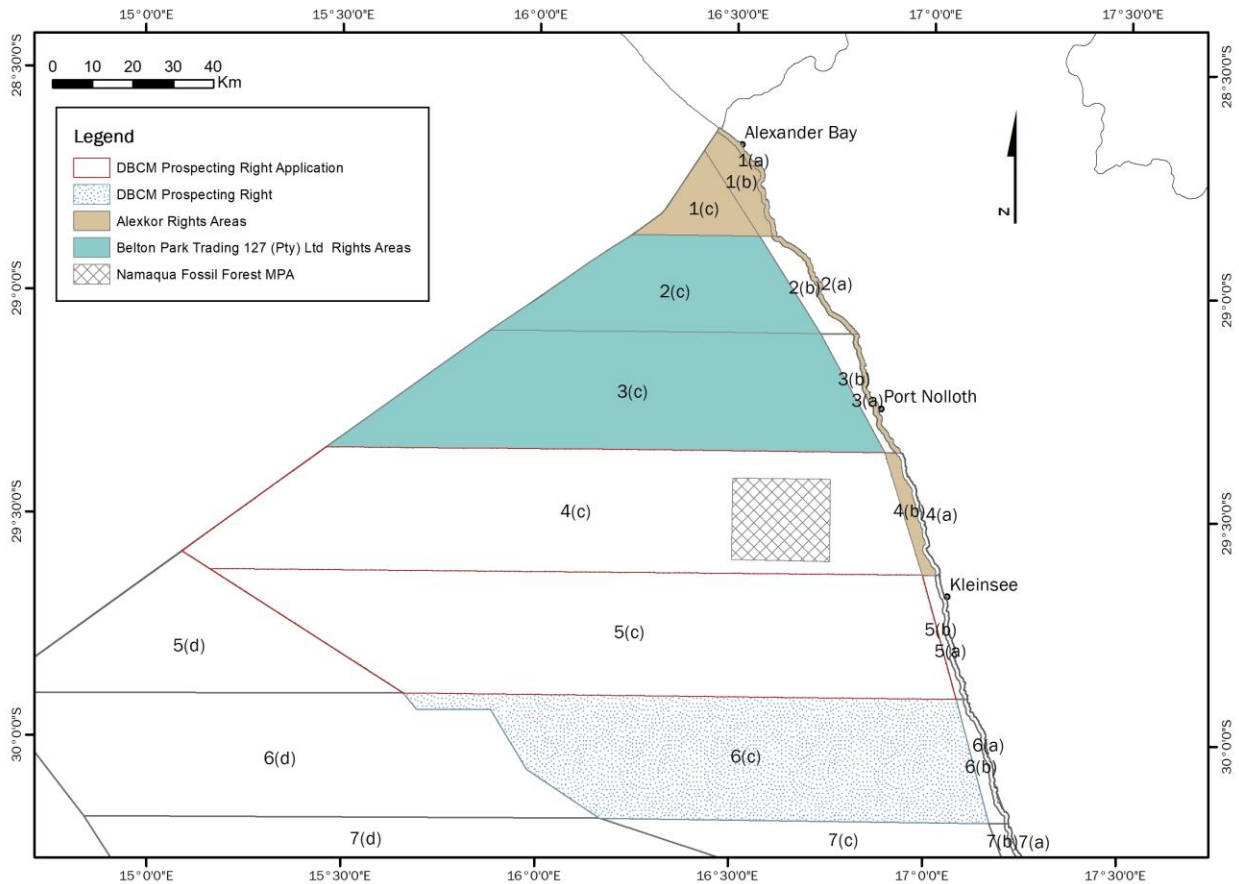 15°0'0"E 15°30'0"E 16°0'0"E 16°30'0"E 17°0'0"E 17°30'0"E
28°30'0"S 28°30'0"S
0 10 20 30 40
Km
Legend
DBCM Prospecting Right Application
DBCM Prospecting Right
Alexkor Rights Areas
Belton Park Trading 127 (Pty) Ltd Rights Areas
Namaqua Fossil Forest MPA
Alexander Bay
1(a)
1(b)
1(c)
N
29°0'0"S 29°0'0"S
2(c) 2(b) 2(a)
3(c) 3(b)
3(a) Port Nolloth
29°30'0"S 29°30'0"S
4(c) 4(b) 4(a)
Kleinsee
5(d) 5(c) 5(b)
5(a)
30°0'0"S 30°0'0"S
6(d) 6(c) 6(a)
6(b)
7(d) 7(c) 7(b) 7(a)
15°0'0"E 15°30'0"E 16°0'0"E 16°30'0"E 17°0'0"E 17°30'0"E